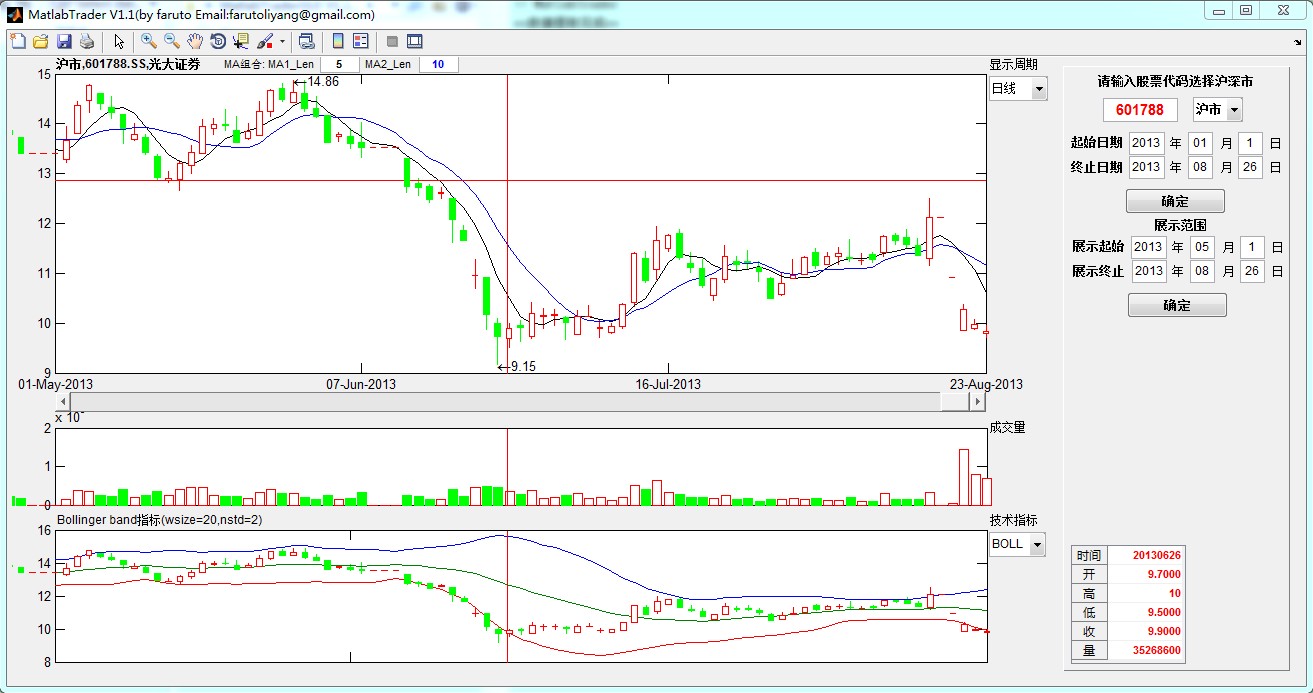 MatlabTrader V1.1(by faruto Email:farutoliyang@gmail.com)
沪市,601788.SS,光大证券 MA组合: MA1_Len 5 MA2_Len 10
显示周期
日线
15
14
13
12
11
10
9
←14.86
←9.15
01-May-2013 07-Jun-2013 16-Jul-2013 23-Aug-2013
x 10
成交量
2
1
0
Bollinger band指标(wsize=20,nstd=2)
技术指标
BOLL
16
14
12
10
8
请输入股票代码选择沪深市
601788 沪市
起始日期 2013 年 01 月 1 日
终止日期 2013 年 08 月 26 日
确定
展示范围
展示起始 2013 年 05 月 1 日
展示终止 2013 年 08 月 26 日
确定
时间 20130626
开 9.7000
高 10
低 9.5000
收 9.9000
量 35268600